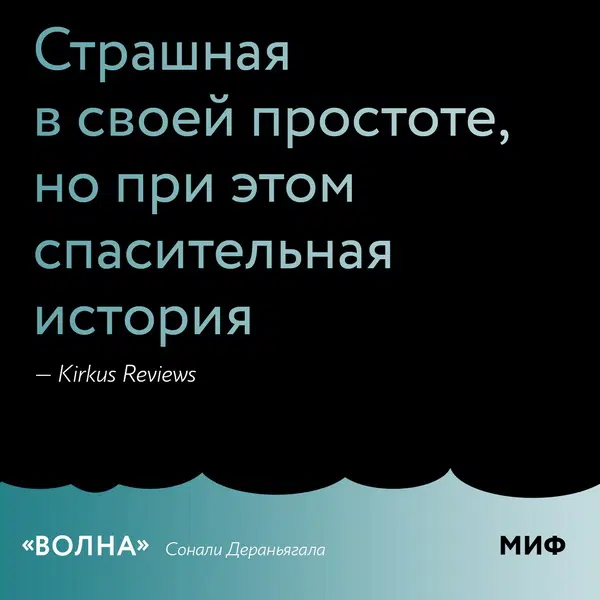 Страшная
в своей простоте,
но при этом
спасительная
история
— Kirkus Reviews
«ВОЛНА» Сонали Дераньягала МИФ